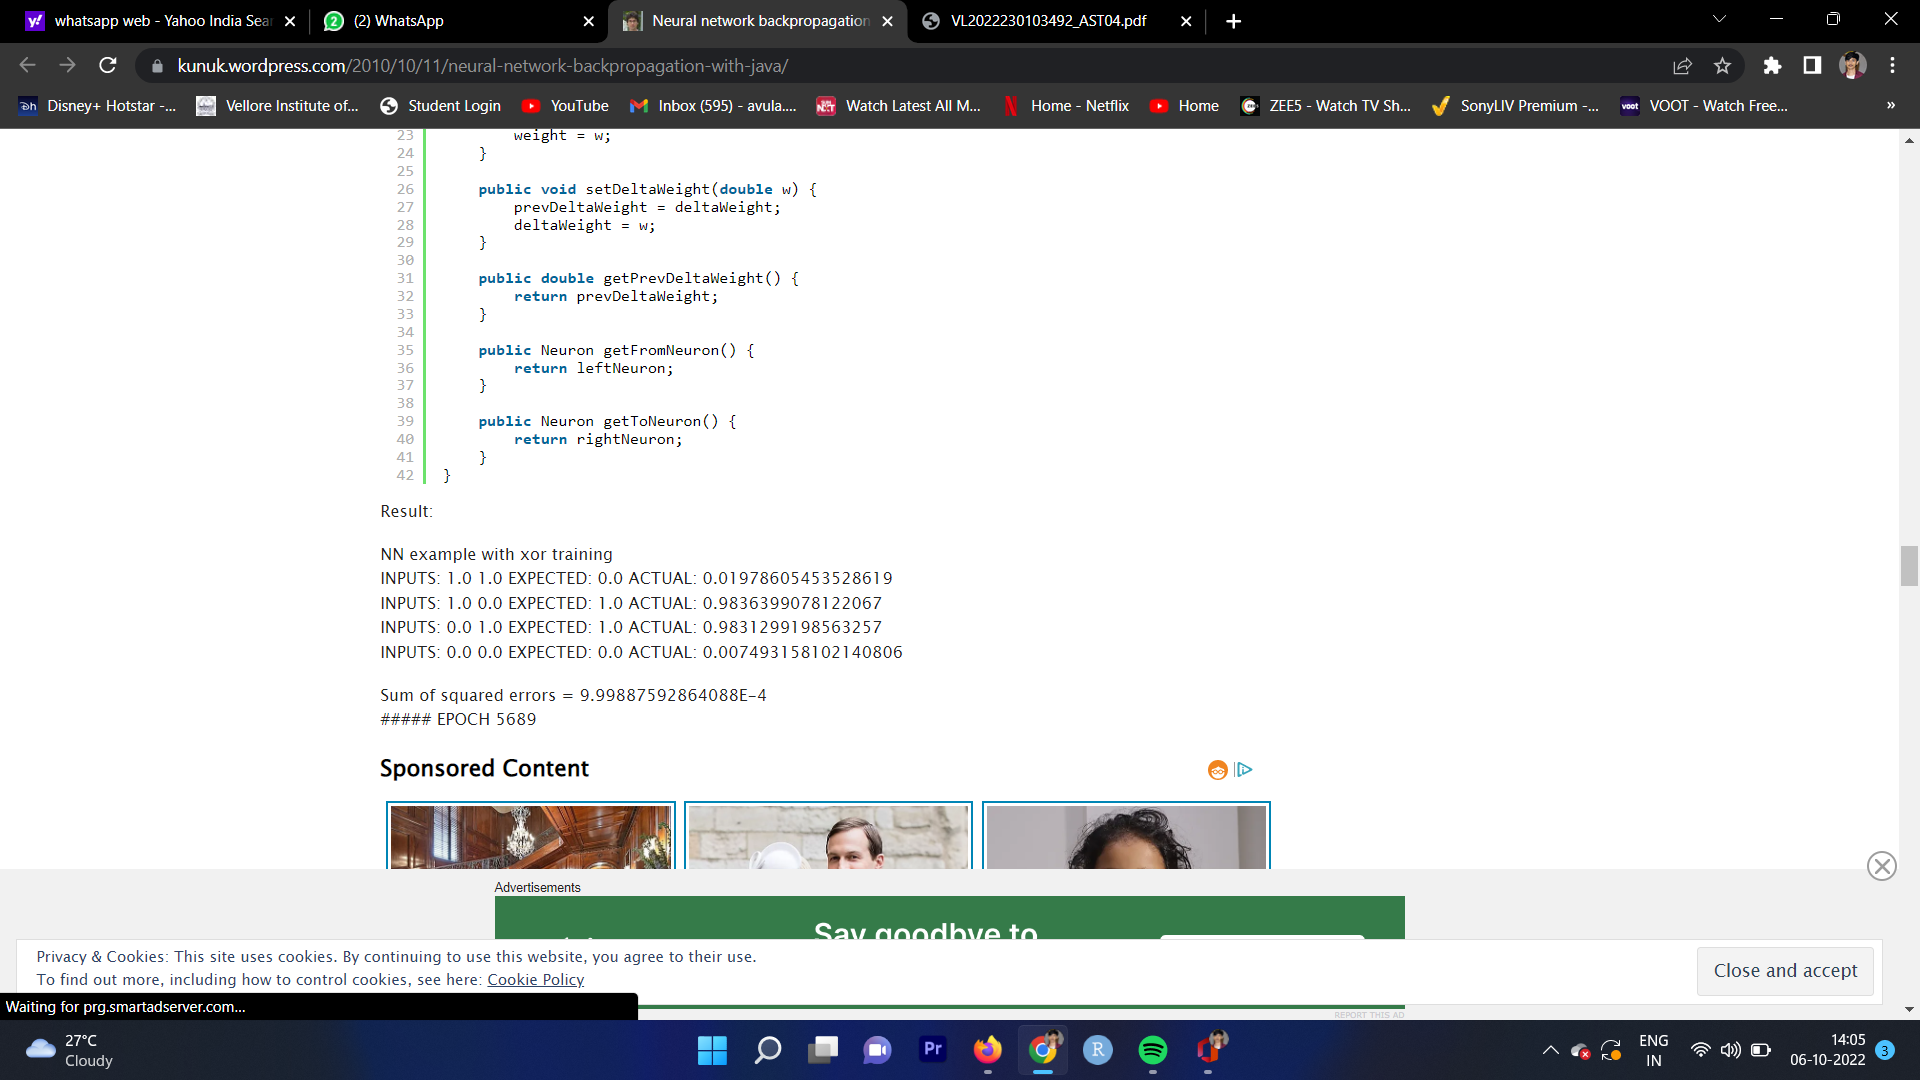 whatsapp web - Yahoo India Sea
(2) WhatsApp
Neural network backpropagation
VL2022230103492_AST04.pdf
kunuk.wordpress.com/2010/10/11/neural-network-backpropagation-with-java/
Disney+ Hotstar -...
Vellore Institute of...
Student Login
YouTube
Inbox (595) - avula....
Watch Latest All M...
Home - Netflix
Home
ZEE5 - Watch TV Sh...
SonyLIV Premium -...
VOOT - Watch Free...
»
23 weight = w;
24 }
25
26 public void setDeltaWeight(double w) {
27 prevDeltaWeight = deltaWeight;
28 deltaWeight = w;
29 }
30
31 public double getPrevDeltaWeight() {
32 return prevDeltaWeight;
33 }
34
35 public Neuron getFromNeuron() {
36 return leftNeuron;
37 }
38
39 public Neuron getToNeuron() {
40 return rightNeuron;
41 }
42 }
Result:
NN example with xor training
INPUTS: 1.0 1.0 EXPECTED: 0.0 ACTUAL: 0.01978605453528619
INPUTS: 1.0 0.0 EXPECTED: 1.0 ACTUAL: 0.9836399078122067
INPUTS: 0.0 1.0 EXPECTED: 1.0 ACTUAL: 0.9831299198563257
INPUTS: 0.0 0.0 EXPECTED: 0.0 ACTUAL: 0.007493158102140806
Sum of squared errors = 9.99887592864088E-4
##### EPOCH 5689
Sponsored Content
Advertisements
Say goodbye to
Privacy & Cookies: This site uses cookies. By continuing to use this website, you agree to their use.
To find out more, including how to control cookies, see here: Cookie Policy
Close and accept
Waiting for prg.smartadserver.com...
REPORT THIS AD
27°C
Cloudy
Pr
R
ENG
IN
14:05
06-10-2022
3